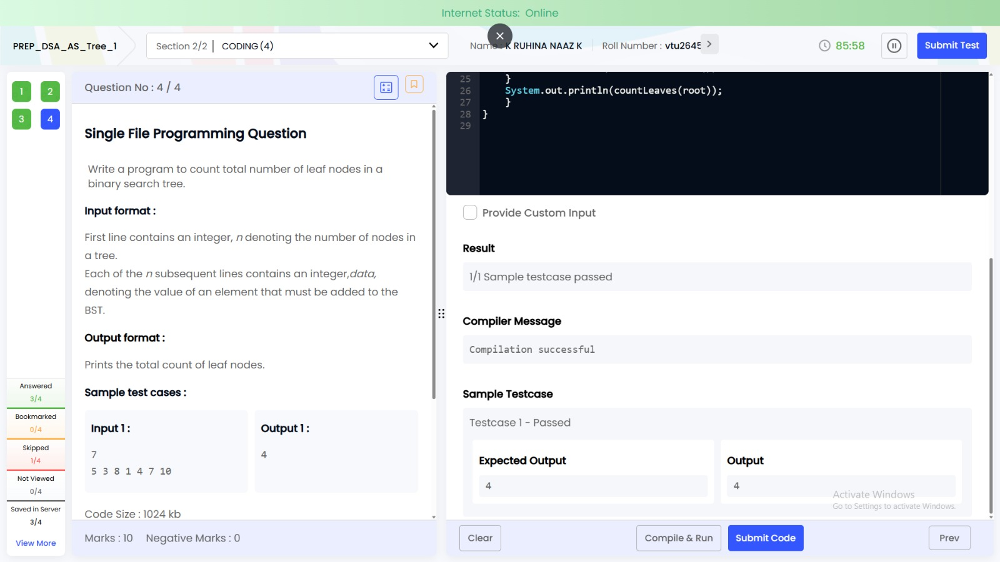 Internet Status: Online
PREP_DSA_AS_Tree_1
Section 2/2 | CODING (4)
Name : K RUHINA NAAZ K
Roll Number : vtu2645
85:58
Submit Test
1 2
3 4
Answered
3/4
Bookmarked
0/4
Skipped
1/4
Not Viewed
0/4
Saved in Server
3/4
View More
Question No : 4 / 4
Single File Programming Question
Write a program to count total number of leaf nodes in a
binary search tree.
Input format :
First line contains an integer, n denoting the number of nodes in
a tree.
Each of the n subsequent lines contains an integer,data,
denoting the value of an element that must be added to the
BST.
Output format :
Prints the total count of leaf nodes.
Sample test cases :
Input 1 :
7
5 3 8 1 4 7 10
Output 1 :
4
Code Size : 1024 kb
Marks : 10 Negative Marks : 0
25 }
26 System.out.println(countLeaves(root));
27 }
28 }
29
Provide Custom Input
Result
1/1 Sample testcase passed
Compiler Message
Compilation successful
Sample Testcase
Testcase 1 - Passed
Expected Output
4
Output
4
Activate Windows
Go to Settings to activate Windows.
Clear
Compile & Run
Submit Code
Prev